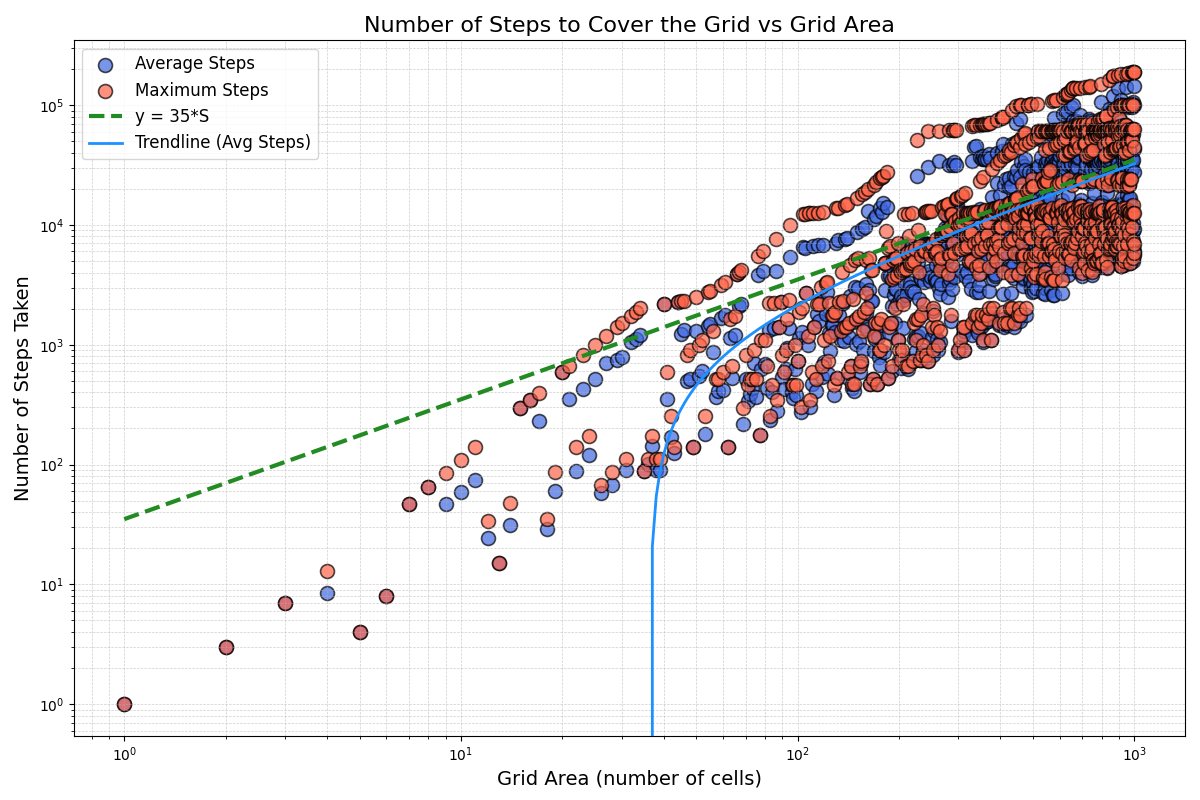 Number of Steps to Cover the Grid vs Grid Area
Average Steps
Maximum Steps
y = 35*S
Trendline (Avg Steps)
Number of Steps Taken
10⁵
10⁴
10³
10²
10¹
10⁰
10⁰ 10¹ 10² 10³
Grid Area (number of cells)